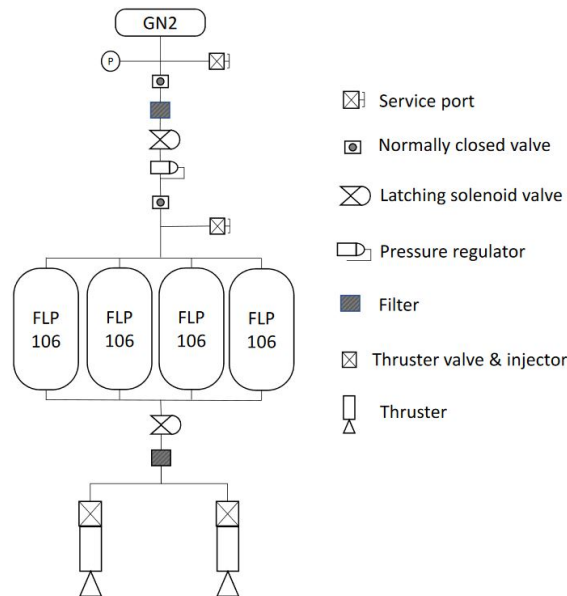 GN2
P
Service port
Normally closed valve
Latching solenoid valve
Pressure regulator
FLP
106
FLP
106
FLP
106
FLP
106
Filter
Thruster valve & injector
Thruster